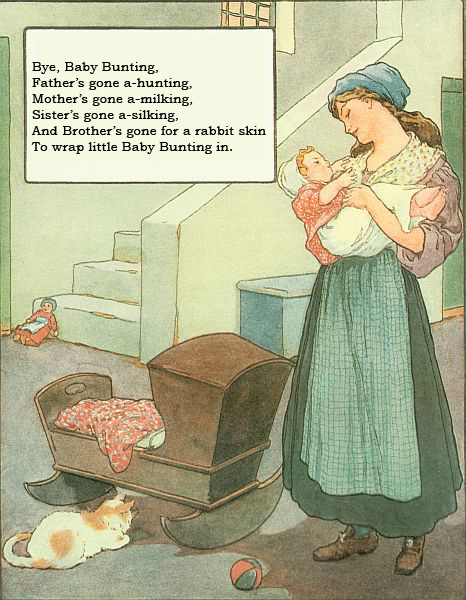 Bye, Baby Bunting,
Father's gone a-hunting,
Mother's gone a-milking,
Sister's gone a-silking,
And Brother's gone for a rabbit skin
To wrap little Baby Bunting in.